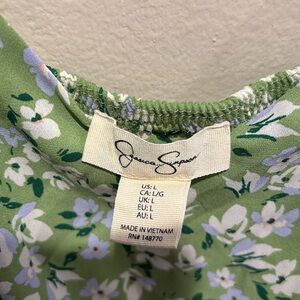 Jessica Simpson
US: L
CA: L/G
UK: L
EU: L
AU: L
MADE IN VIETNAM
RN# 148770